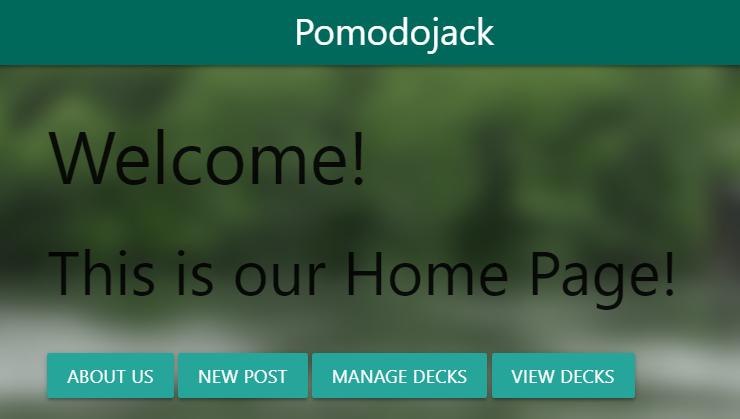 Pomodojack
Welcome!
This is our Home Page!
ABOUT US NEW POST MANAGE DECKS VIEW DECKS